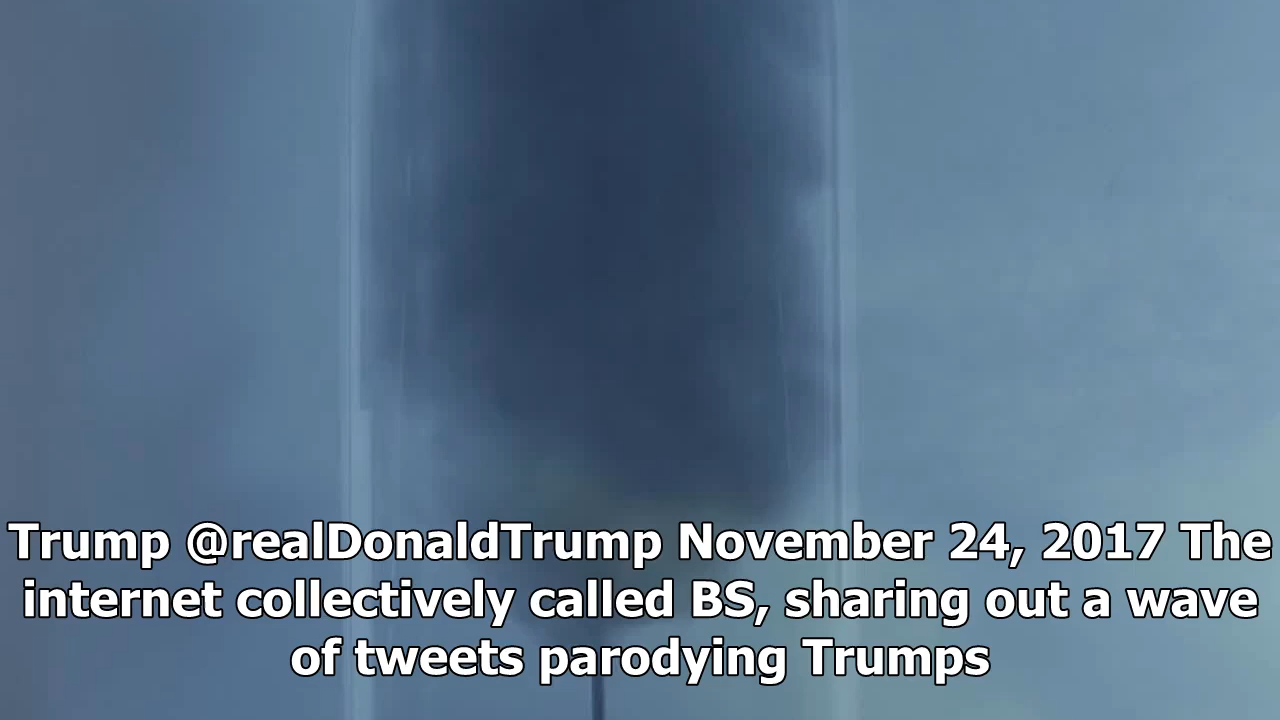 Trump @realDonaldTrump November 24, 2017 The
internet collectively called BS, sharing out a wave
of tweets parodying Trumps